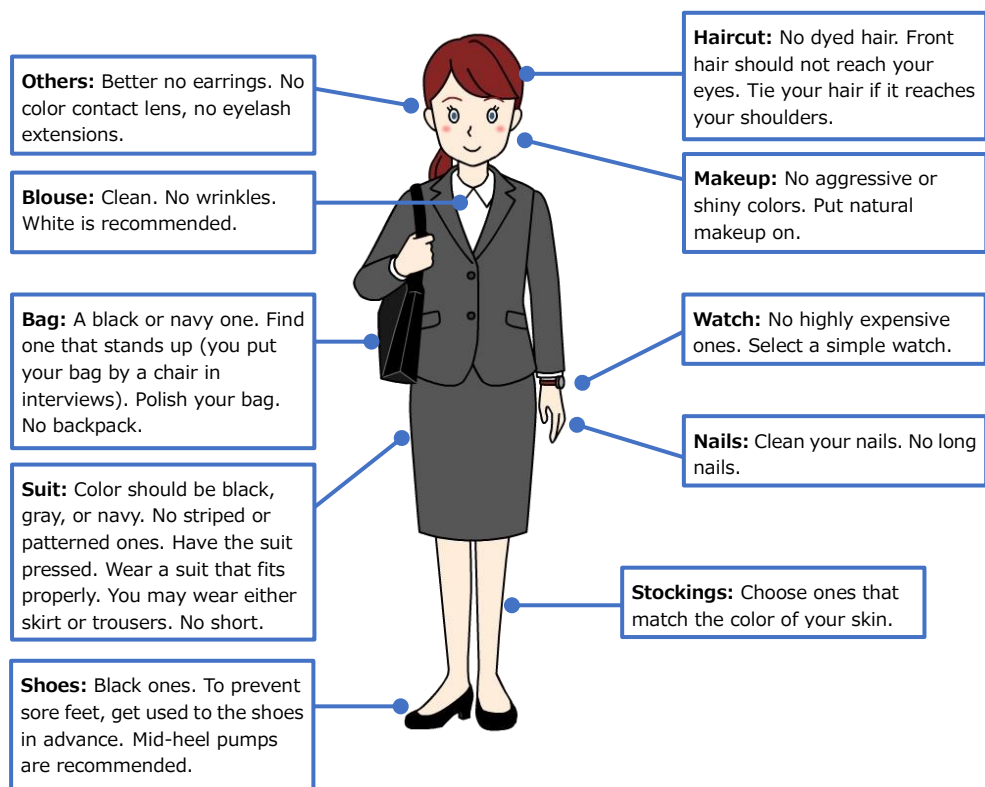 Others: Better no earrings. No
color contact lens, no eyelash
extensions.
Blouse: Clean. No wrinkles.
White is recommended.
Bag: A black or navy one. Find
one that stands up (you put
your bag by a chair in
interviews). Polish your bag.
No backpack.
Suit: Color should be black,
gray, or navy. No striped or
patterned ones. Have the suit
pressed. Wear a suit that fits
properly. You may wear either
skirt or trousers. No short.
Shoes: Black ones. To prevent
sore feet, get used to the shoes
in advance. Mid-heel pumps
are recommended.
Haircut: No dyed hair. Front
hair should not reach your
eyes. Tie your hair if it reaches
your shoulders.
Makeup: No aggressive or
shiny colors. Put natural
makeup on.
Watch: No highly expensive
ones. Select a simple watch.
Nails: Clean your nails. No long
nails.
Stockings: Choose ones that
match the color of your skin.